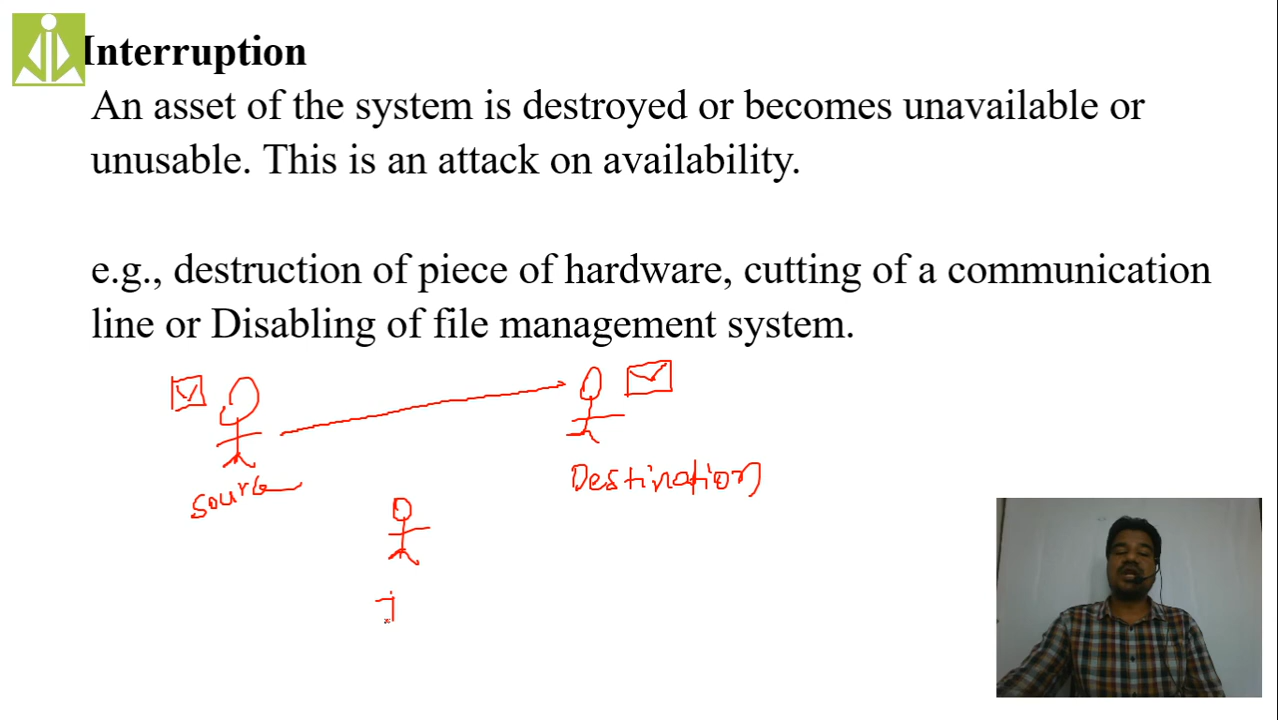 Interruption
An asset of the system is destroyed or becomes unavailable or
unusable. This is an attack on availability.
e.g., destruction of piece of hardware, cutting of a communication
line or Disabling of file management system.
Source
Destination